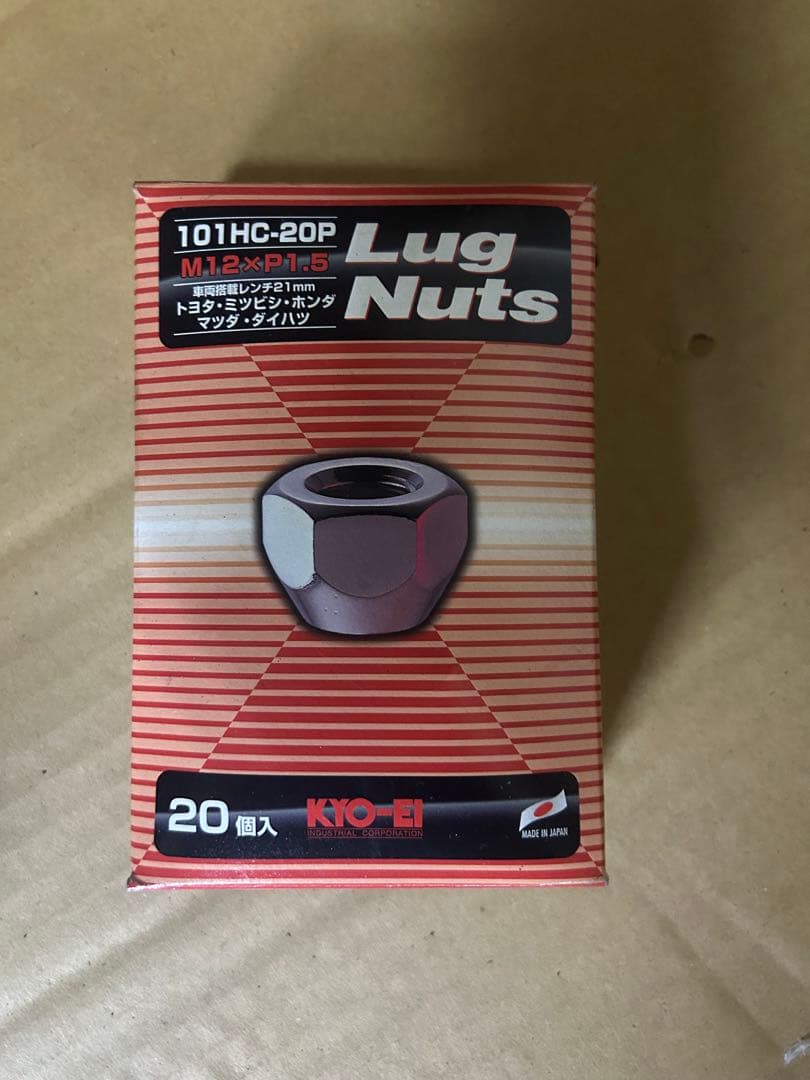 101HC-20P
M12×P1.5
車両搭載レンチ21mm
トヨタ・ミツビシ・ホンダ
マツダ・ダイハツ
Lug
Nuts
20個入
KYO-EI
INDUSTRIAL CORPORATION
MADE IN JAPAN